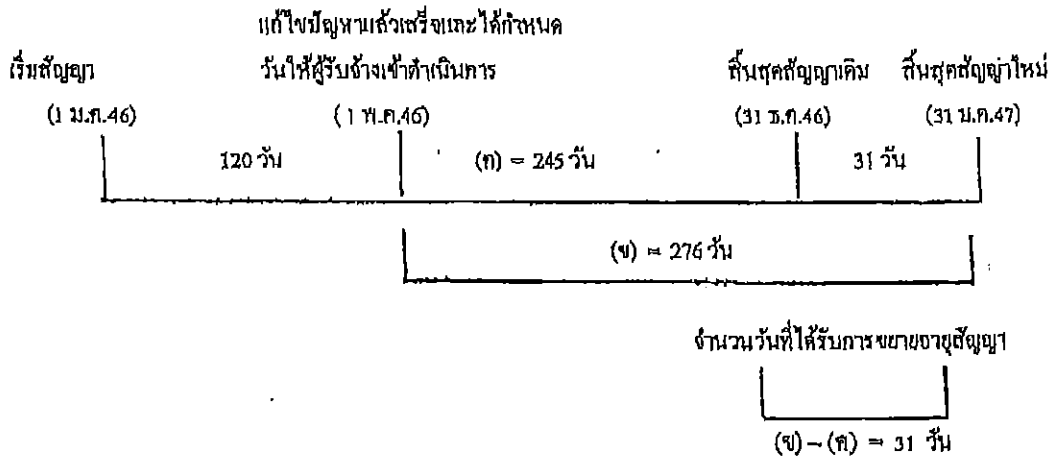 แก้ไขปัญหาแล้วเสร็จและได้กำหนด
เริ่มสัญญา วันให้ผู้รับจ้างเข้าดำเนินการ สิ้นสุดสัญญาเดิม สิ้นสุดสัญญาใหม่
(1 ม.ค.46) (1 พ.ค.46) (31 ธ.ค.46) (31 ม.ค.47)
120 วัน (ก) = 245 วัน 31 วัน
(ข) = 276 วัน
จำนวนวันที่ได้รับการขยายอายุสัญญา
(ข) – (ก) = 31 วัน